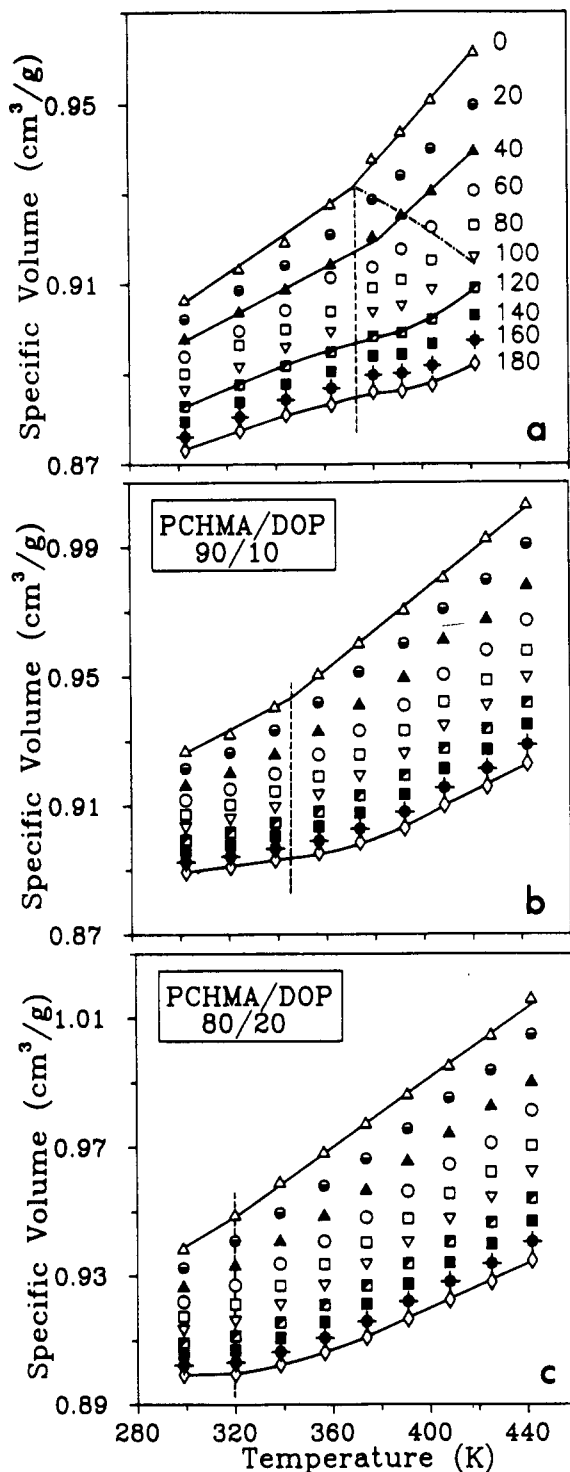 Specific Volume (cm³/g)
0.95
0.91
0.87
0
20
40
60
80
100
120
140
160
180
a
Specific Volume (cm³/g)
0.99
0.95
0.91
0.87
PCHMA/DOP
90/10
b
Specific Volume (cm³/g)
1.01
0.97
0.93
0.89
PCHMA/DOP
80/20
c
280 320 360 400 440
Temperature (K)